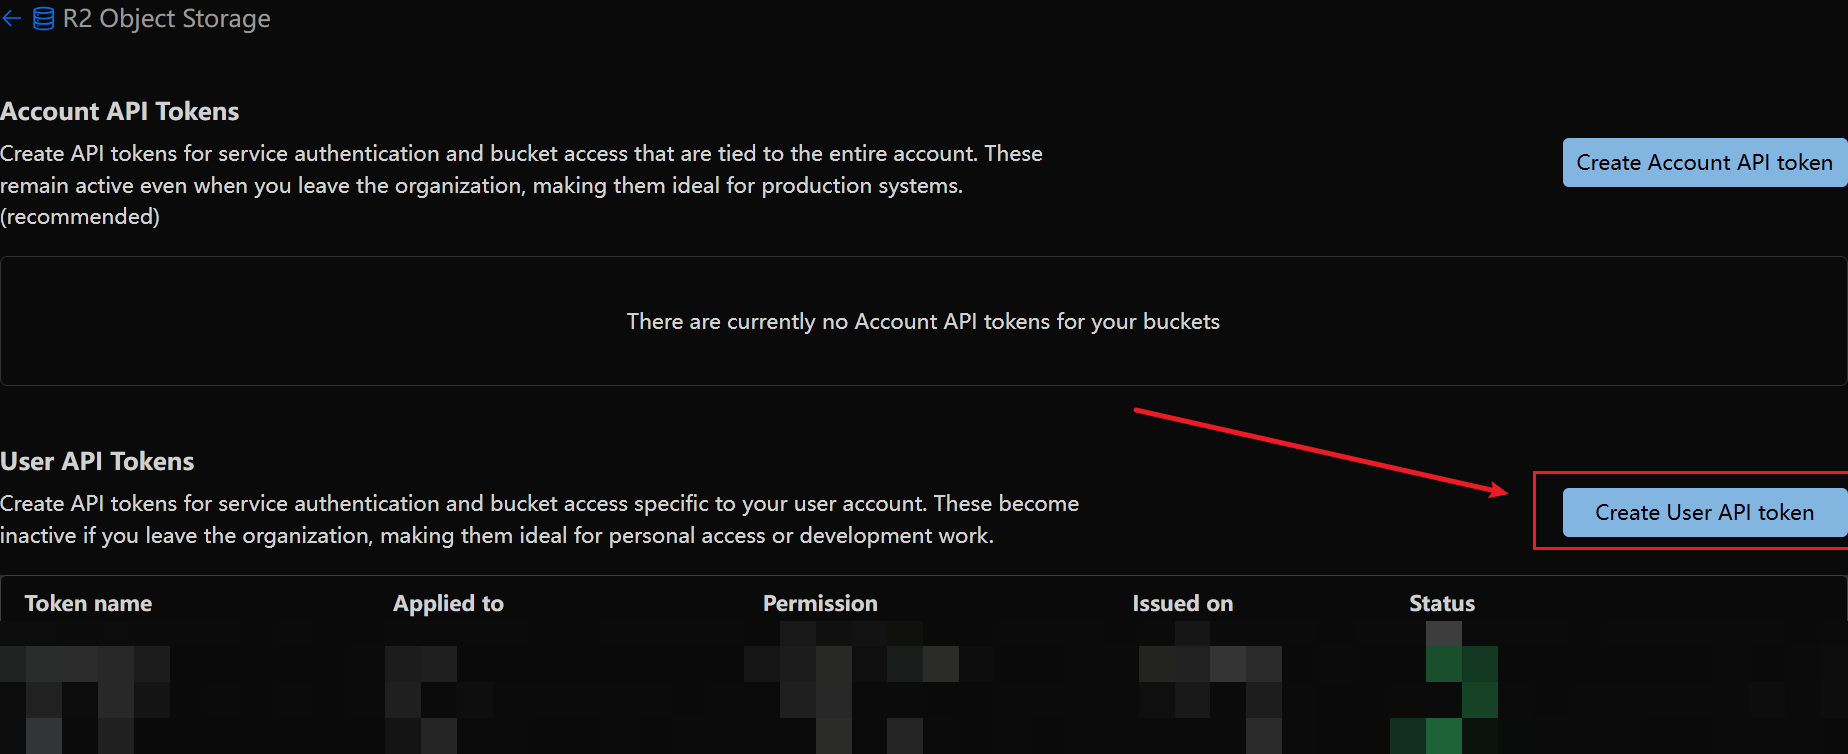 R2 Object Storage
Account API Tokens
Create API tokens for service authentication and bucket access that are tied to the entire account. These
remain active even when you leave the organization, making them ideal for production systems.
(recommended)
Create Account API token
There are currently no Account API tokens for your buckets
User API Tokens
Create API tokens for service authentication and bucket access specific to your user account. These become
inactive if you leave the organization, making them ideal for personal access or development work.
Create User API token
Token name Applied to Permission Issued on Status